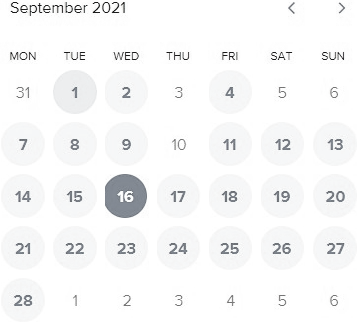 September 2021
MON TUE WED THU FRI SAT SUN
31 1 2 3 4 5 6
7 8 9 10 11 12 13
14 15 16 17 18 19 20
21 22 23 24 25 26 27
28 1 2 3 4 5 6